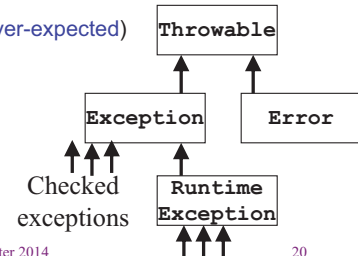 ver-expected)
Throwable
Exception
Error
Checked
exceptions
Runtime
Exception
ter 2014
20